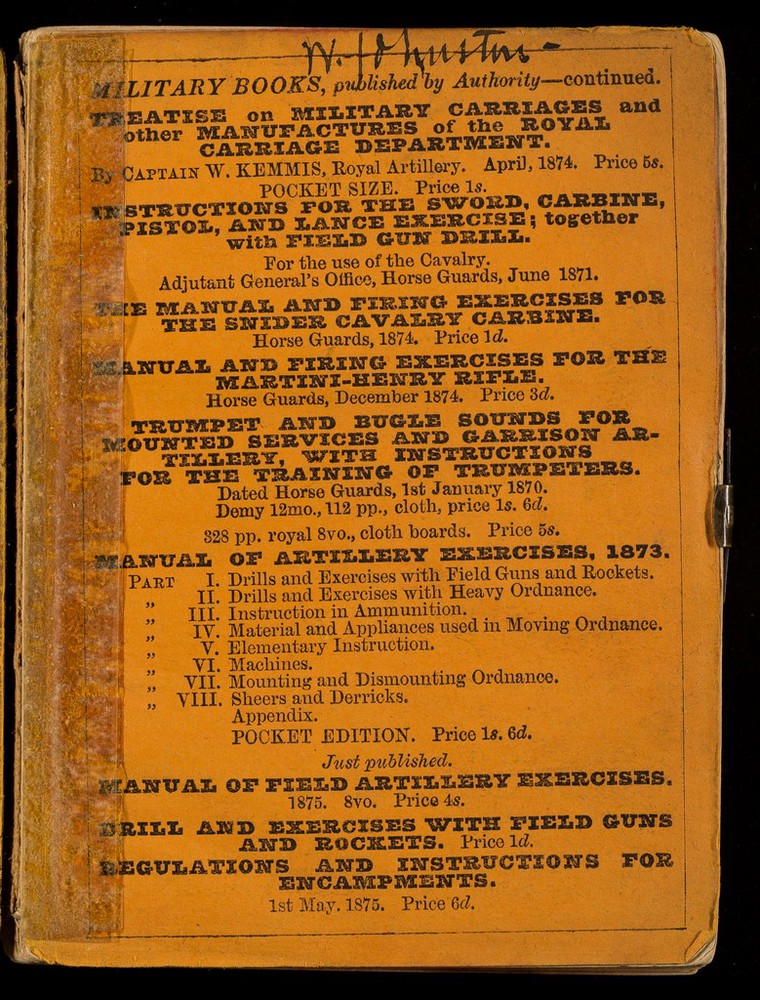 W. Johnston -
MILITARY BOOKS, published by Authority—continued.
TREATISE on MILITARY CARRIAGES and
other MANUFACTURES of the ROYAL
CARRIAGE DEPARTMENT.
By CAPTAIN W. KEMMIS, Royal Artillery. April, 1874. Price 5s.
POCKET SIZE. Price 1s.
INSTRUCTIONS FOR THE SWORD, CARBINE,
PISTOL, AND LANCE EXERCISE; together
with FIELD GUN DRILL.
For the use of the Cavalry.
Adjutant General's Office, Horse Guards, June 1871.
THE MANUAL AND FIRING EXERCISES FOR
THE SNIDER CAVALRY CARBINE.
Horse Guards, 1874. Price 1d.
MANUAL AND FIRING EXERCISES FOR THE
MARTINI-HENRY RIFLE.
Horse Guards, December 1874. Price 3d.
TRUMPET AND BUGLE SOUNDS FOR
MOUNTED SERVICES AND GARRISON AR-
TILLERY, WITH INSTRUCTIONS
FOR THE TRAINING OF TRUMPETERS.
Dated Horse Guards, 1st January 1870.
Demy 12mo., 112 pp., cloth, price 1s. 6d.
328 pp. royal 8vo., cloth boards. Price 5s.
MANUAL OF ARTILLERY EXERCISES, 1873.
PART I. Drills and Exercises with Field Guns and Rockets.
„ II. Drills and Exercises with Heavy Ordnance.
„ III. Instruction in Ammunition.
„ IV. Material and Appliances used in Moving Ordnance.
„ V. Elementary Instruction.
„ VI. Machines.
„ VII. Mounting and Dismounting Ordnance.
„ VIII. Sheers and Derricks.
Appendix.
POCKET EDITION. Price 1s. 6d.
Just published.
MANUAL OF FIELD ARTILLERY EXERCISES.
1875. 8vo. Price 4s.
DRILL AND EXERCISES WITH FIELD GUNS
AND ROCKETS. Price 1d.
REGULATIONS AND INSTRUCTIONS FOR
ENCAMPMENTS.
1st May. 1875. Price 6d.